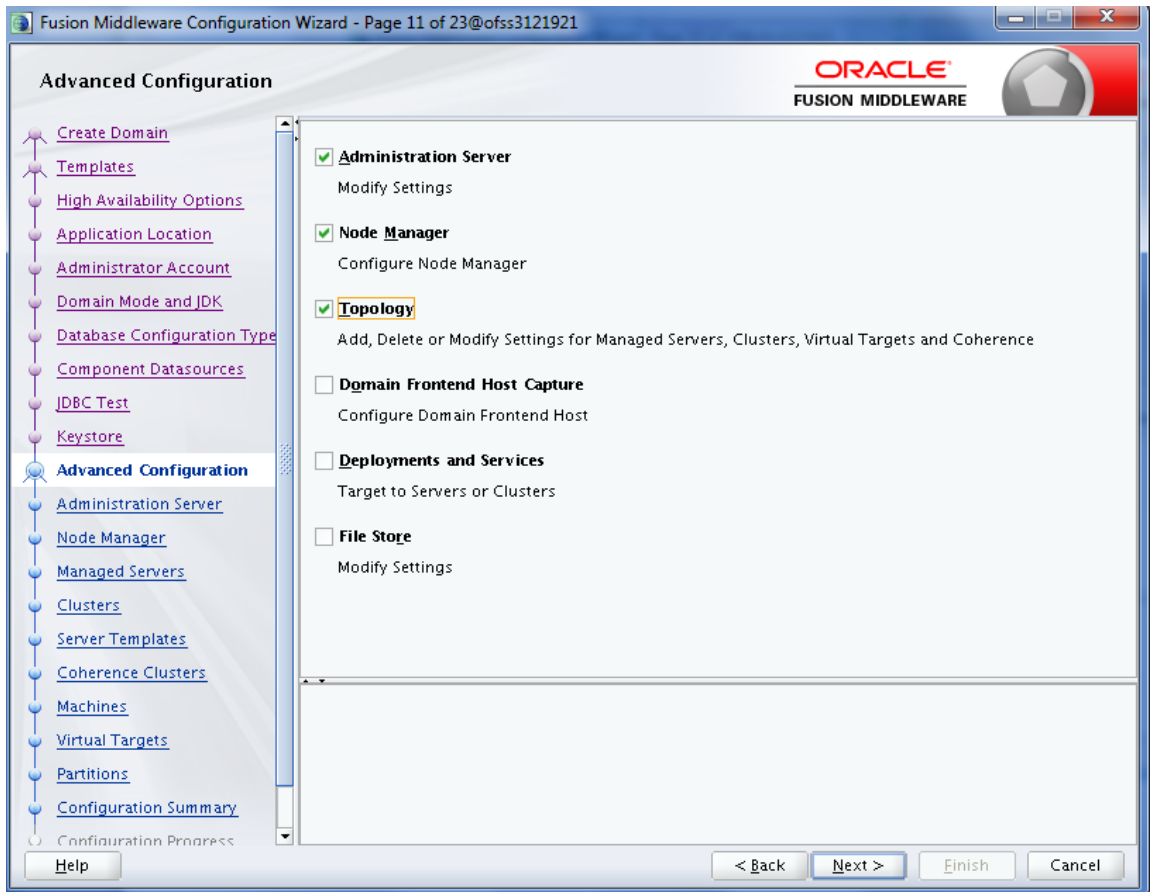 Fusion Middleware Configuration Wizard - Page 11 of 23@ofss3121921
Advanced Configuration
ORACLE
FUSION MIDDLEWARE
Create Domain
Templates
High Availability Options
Application Location
Administrator Account
Domain Mode and JDK
Database Configuration Type
Component Datasources
JDBC Test
Keystore
Advanced Configuration
Administration Server
Node Manager
Managed Servers
Clusters
Server Templates
Coherence Clusters
Machines
Virtual Targets
Partitions
Configuration Summary
Configuration Progress
Administration Server
Modify Settings
Node Manager
Configure Node Manager
Topology
Add, Delete or Modify Settings for Managed Servers, Clusters, Virtual Targets and Coherence
Domain Frontend Host Capture
Configure Domain Frontend Host
Deployments and Services
Target to Servers or Clusters
File Store
Modify Settings
Help
< Back
Next >
Finish
Cancel